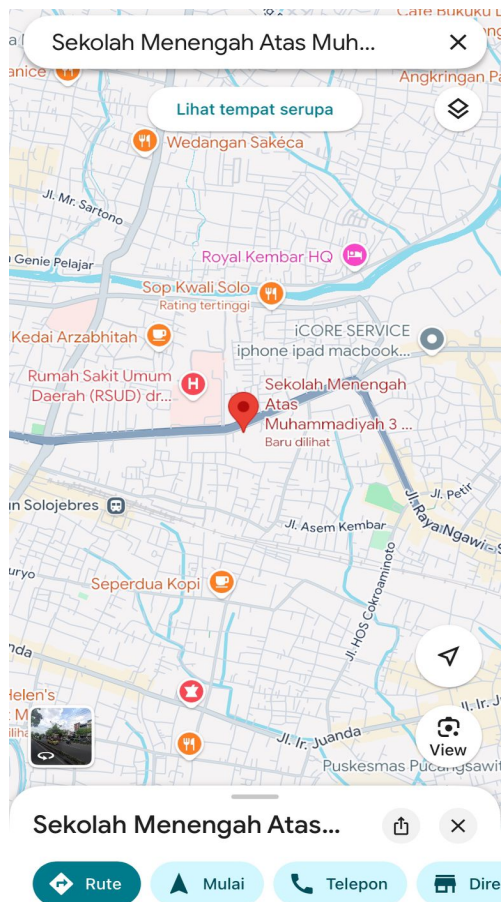 Cafe Bukuku L
Sekolah Menengah Atas Muh...
Angkringan Pa
Lihat tempat serupa
Wedangan Sakéca
Jl. Mr. Sartono
Genie Pelajar
Royal Kembar HQ
Sop Kwali Solo
Rating tertinggi
iCORE SERVICE
iphone ipad macbook...
Kedai Arzabhitah
Rumah Sakit Umum
Daerah (RSUD) dr...
H
Sekolah Menengah
Atas
Muhammadiyah 3 ...
Baru dilihat
n Solojebres
Jl. Petir
Jl. Raya Ngawi - S
Jl. Asem Kembar
uryo
Seperdua Kopi
Jl. HOS Cokroaminoto
nda
Helen's
M
Jl. Ir. J
Jl. Ir. Juanda
View
Puskesmas Pucangsawit
Sekolah Menengah Atas...
Rute
Mulai
Telepon
Dire